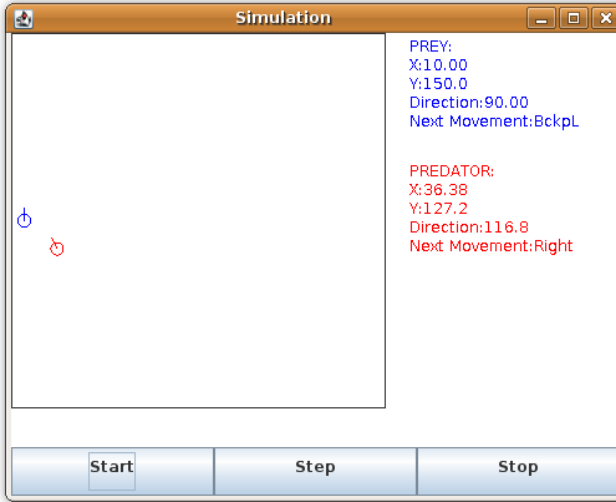 Simulation
PREY:
X:10.00
Y:150.0
Direction:90.00
Next Movement:BckpL
PREDATOR:
X:36.38
Y:127.2
Direction:116.8
Next Movement:Right
Start
Step
Stop